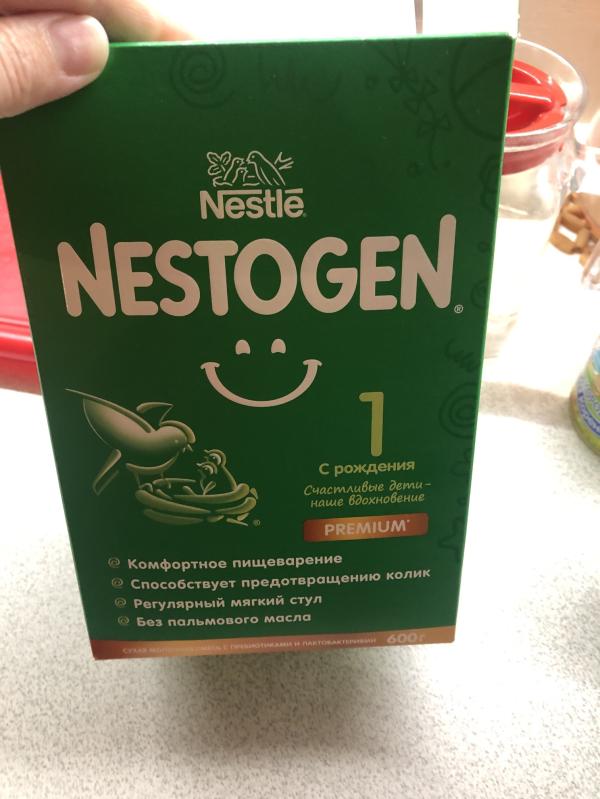 Nestlé
NESTOGEN®
1
С рождения
Счастливые дети –
наше вдохновение
PREMIUM*
Комфортное пищеварение
Способствует предотвращению колик
Регулярный мягкий стул
Без пальмового масла
СУХАЯ МОЛОЧНАЯ СМЕСЬ С ПРЕБИОТИКАМИ И ЛАКТОБАКТЕРИЯМИ 600 г